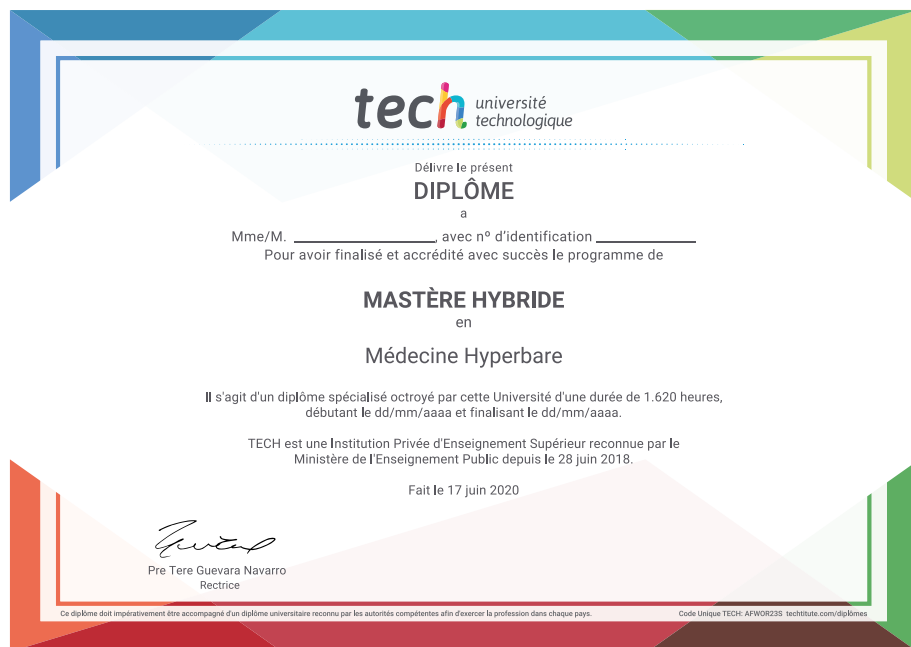 tech université
technologique
Délivre le présent
DIPLÔME
a
Mme/M. ____________, avec nº d'identification ____________
Pour avoir finalisé et accrédité avec succès le programme de
MASTÈRE HYBRIDE
en
Médecine Hyperbare
Il s'agit d'un diplôme spécialisé octroyé par cette Université d'une durée de 1.620 heures,
débutant le dd/mm/aaaa et finalisant le dd/mm/aaaa.
TECH est une Institution Privée d'Enseignement Supérieur reconnue par le
Ministère de l'Enseignement Public depuis le 28 juin 2018.
Fait le 17 juin 2020
Pre Tere Guevara Navarro
Rectrice
Ce diplôme doit impérativement être accompagné d'un diplôme universitaire reconnu par les autorités compétentes afin d'exercer la profession dans chaque pays.
Code Unique TECH: AFWOR23S techtitute.com/diplômes